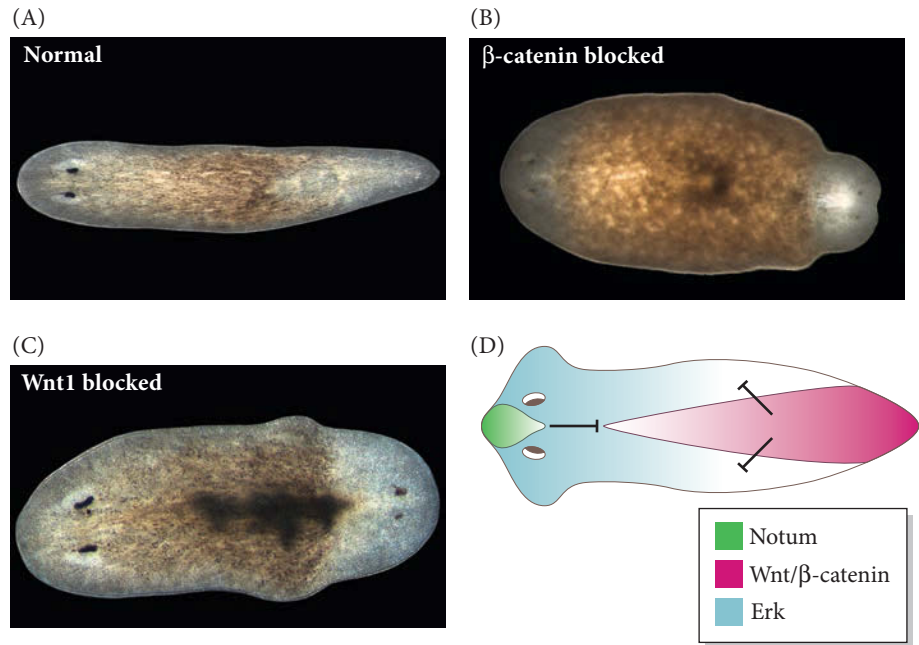 (A)
Normal
(B)
β-catenin blocked
(C)
Wnt1 blocked
(D)
Notum
Wnt/β-catenin
Erk